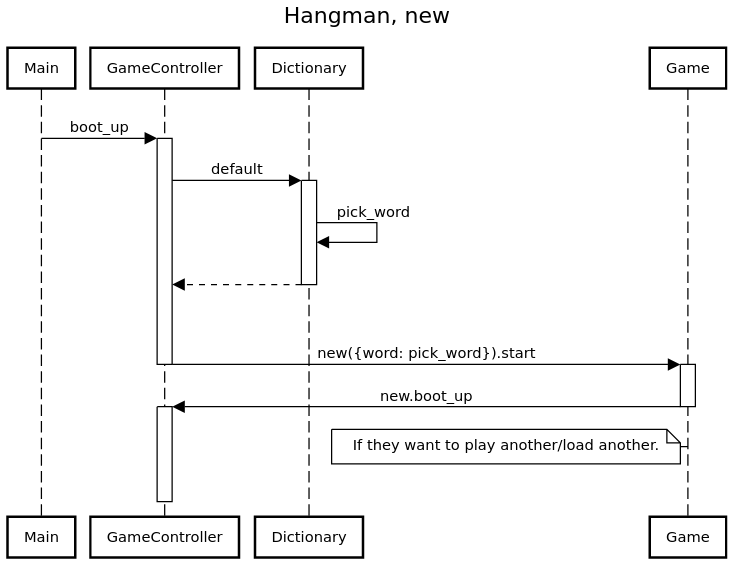 Hangman, new
Main
GameController
Dictionary
Game
boot_up
default
pick_word
new({word: pick_word}).start
new.boot_up
If they want to play another/load another.
Main
GameController
Dictionary
Game